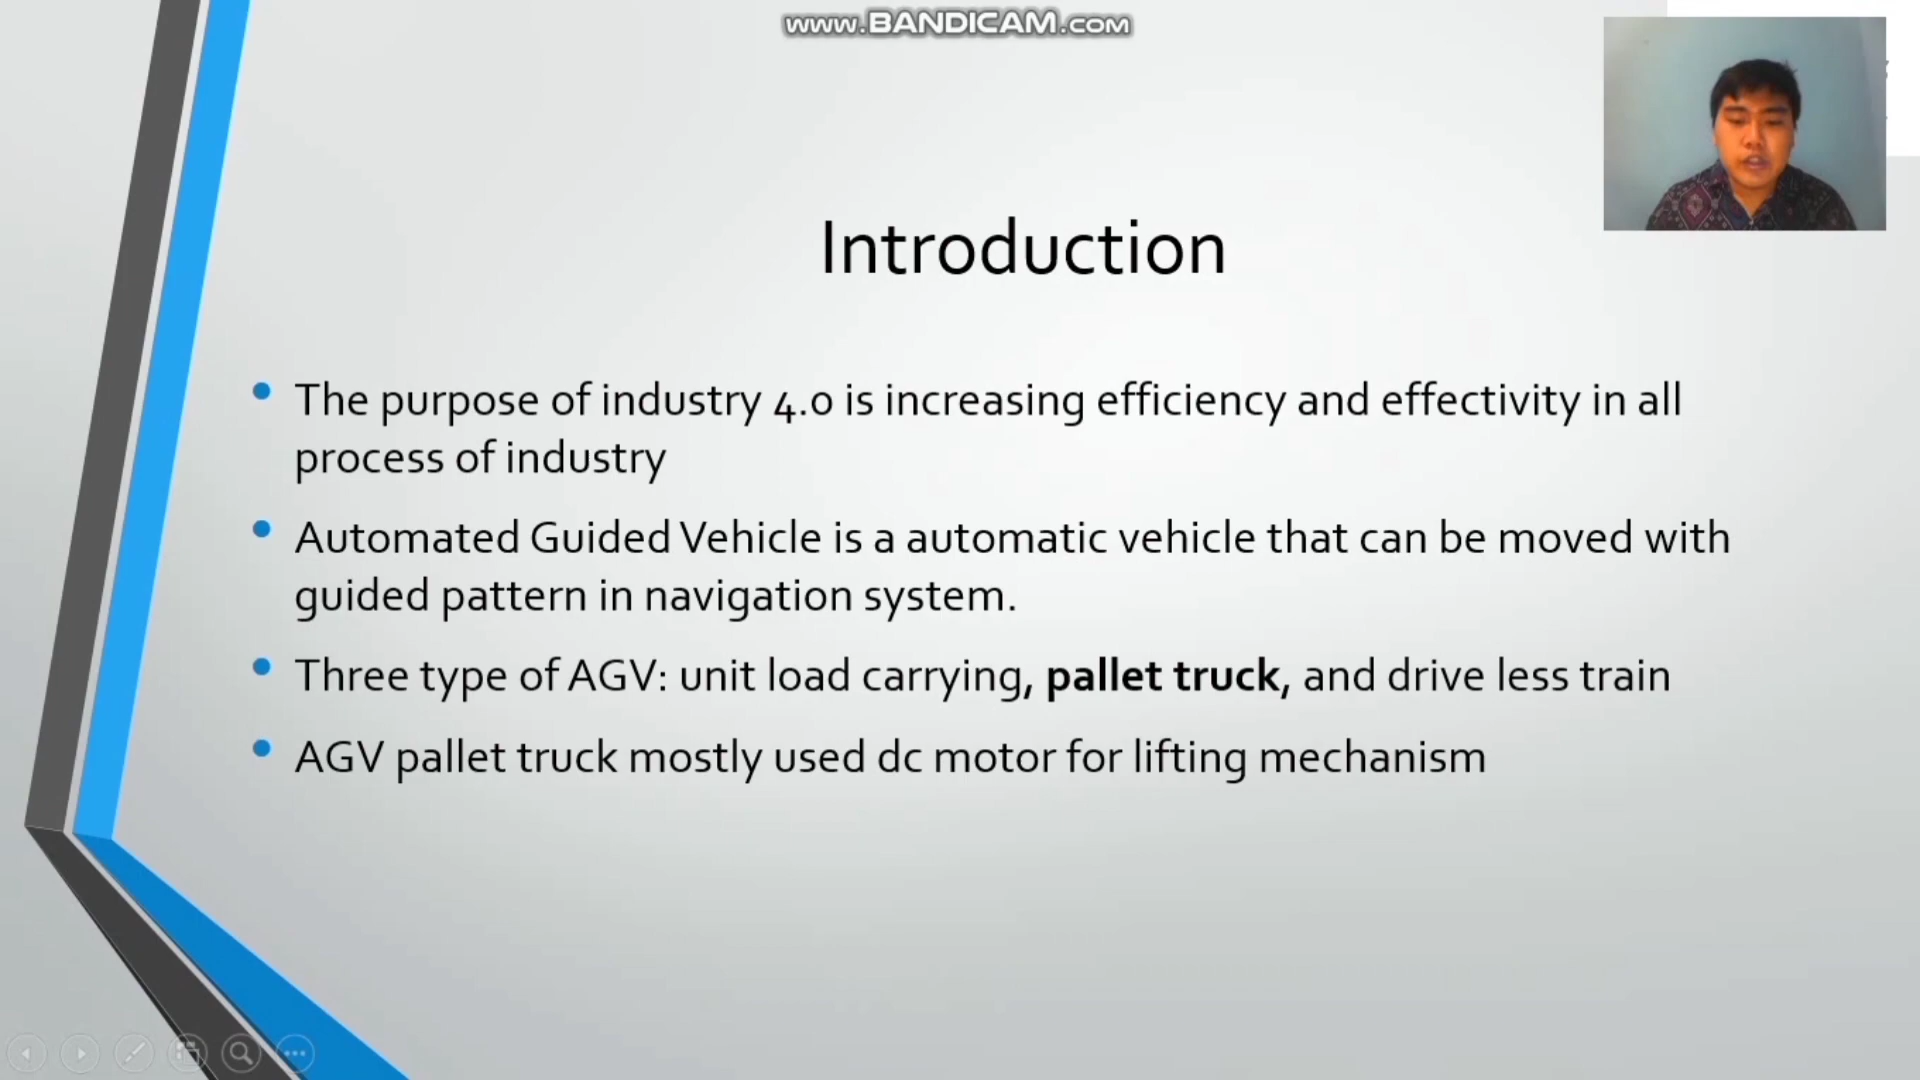 www.BANDICAM.com
Introduction
• The purpose of industry 4.0 is increasing efficiency and effectivity in all
process of industry
• Automated Guided Vehicle is a automatic vehicle that can be moved with
guided pattern in navigation system.
• Three type of AGV: unit load carrying, pallet truck, and drive less train
• AGV pallet truck mostly used dc motor for lifting mechanism